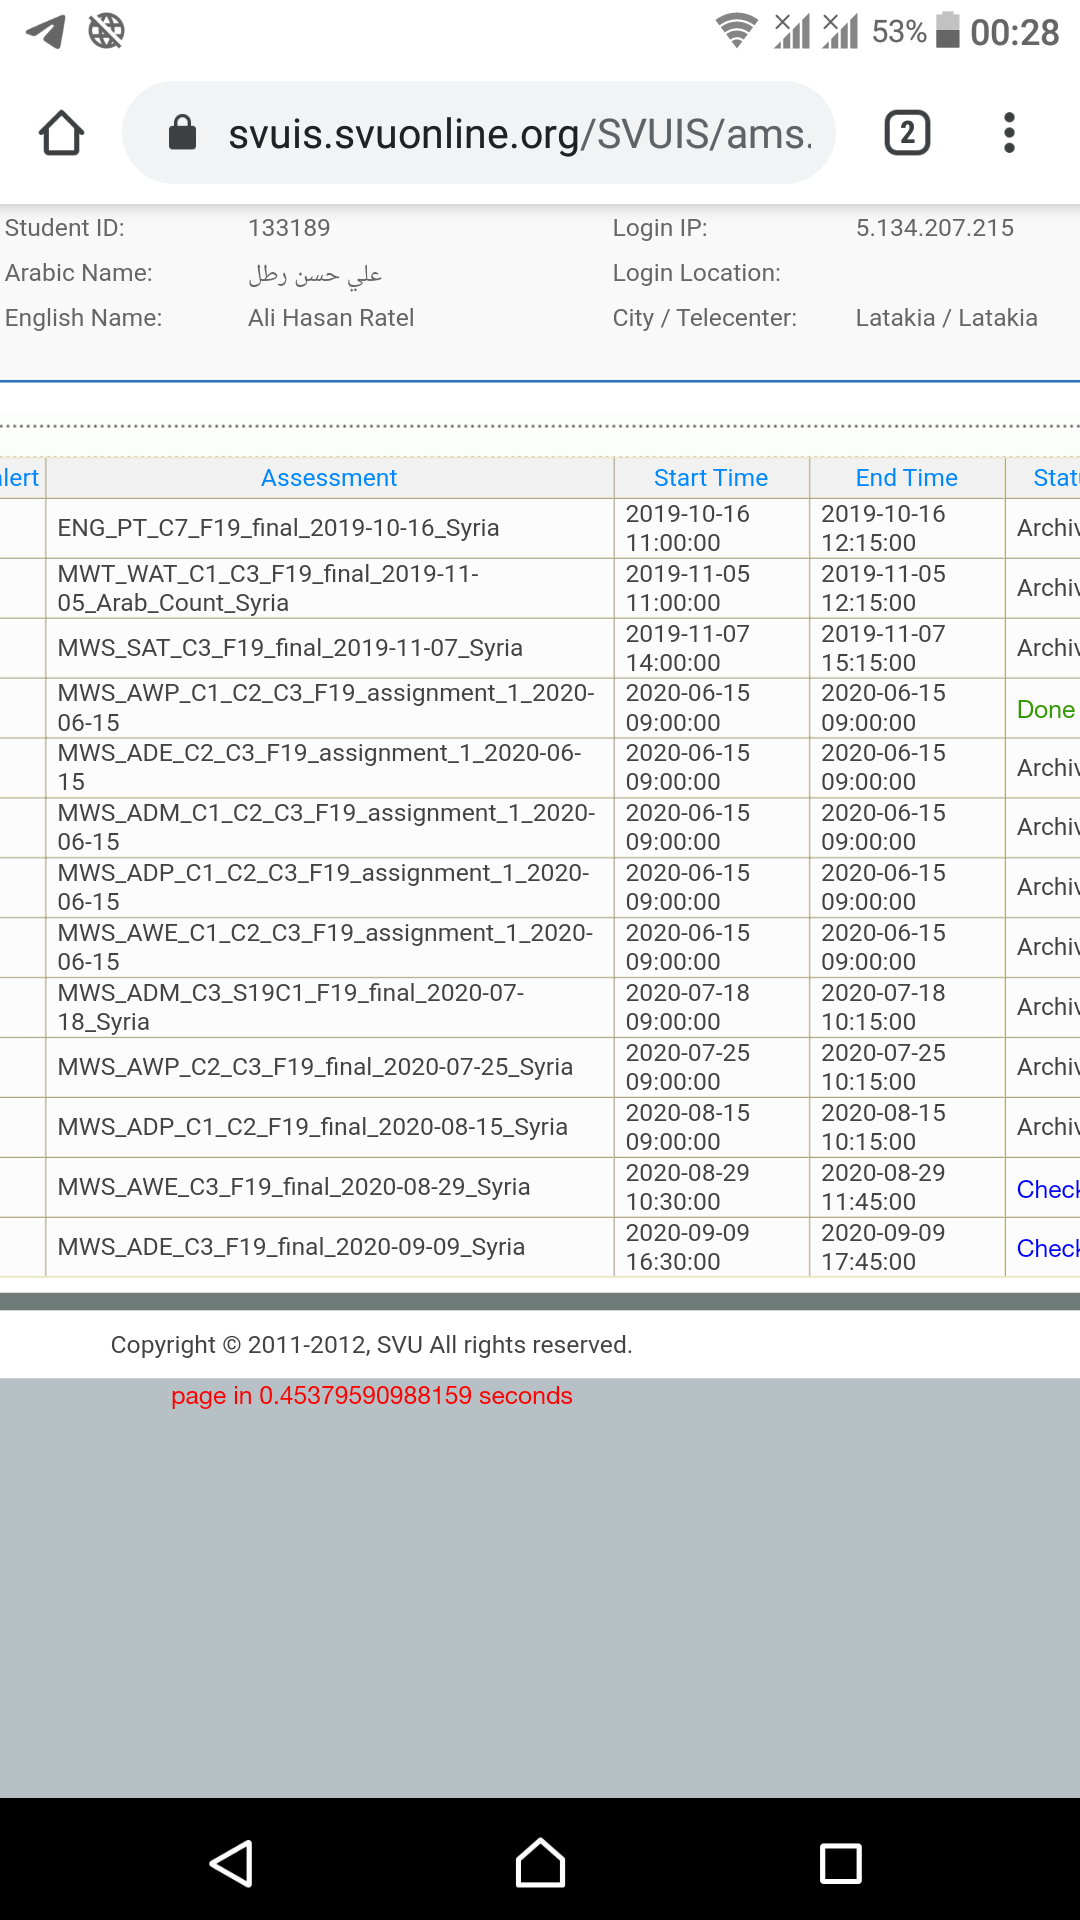 53% 00:28
svuis.svuonline.org/SVUIS/ams.
2
Student ID: 133189 Login IP: 5.134.207.215
Arabic Name: علي حسن رطل Login Location:
English Name: Ali Hasan Ratel City / Telecenter: Latakia / Latakia
lert Assessment Start Time End Time Stat
ENG_PT_C7_F19_final_2019-10-16_Syria 2019-10-16 11:00:00 2019-10-16 12:15:00 Archiv
MWT_WAT_C1_C3_F19_final_2019-11-05_Arab_Count_Syria 2019-11-05 11:00:00 2019-11-05 12:15:00 Archiv
MWS_SAT_C3_F19_final_2019-11-07_Syria 2019-11-07 14:00:00 2019-11-07 15:15:00 Archiv
MWS_AWP_C1_C2_C3_F19_assignment_1_2020-06-15 2020-06-15 09:00:00 2020-06-15 09:00:00 Done
MWS_ADE_C2_C3_F19_assignment_1_2020-06-15 2020-06-15 09:00:00 2020-06-15 09:00:00 Archiv
MWS_ADM_C1_C2_C3_F19_assignment_1_2020-06-15 2020-06-15 09:00:00 2020-06-15 09:00:00 Archiv
MWS_ADP_C1_C2_C3_F19_assignment_1_2020-06-15 2020-06-15 09:00:00 2020-06-15 09:00:00 Archiv
MWS_AWE_C1_C2_C3_F19_assignment_1_2020-06-15 2020-06-15 09:00:00 2020-06-15 09:00:00 Archiv
MWS_ADM_C3_S19C1_F19_final_2020-07-18_Syria 2020-07-18 09:00:00 2020-07-18 10:15:00 Archiv
MWS_AWP_C2_C3_F19_final_2020-07-25_Syria 2020-07-25 09:00:00 2020-07-25 10:15:00 Archiv
MWS_ADP_C1_C2_F19_final_2020-08-15_Syria 2020-08-15 09:00:00 2020-08-15 10:15:00 Archiv
MWS_AWE_C3_F19_final_2020-08-29_Syria 2020-08-29 10:30:00 2020-08-29 11:45:00 Check
MWS_ADE_C3_F19_final_2020-09-09_Syria 2020-09-09 16:30:00 2020-09-09 17:45:00 Check
Copyright © 2011-2012, SVU All rights reserved.
page in 0.45379590988159 seconds